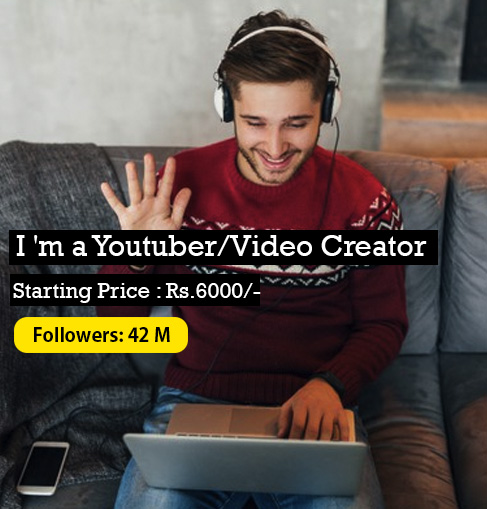 I 'm a Youtuber/Video Creator
Starting Price : Rs.6000/-
Followers: 42 M